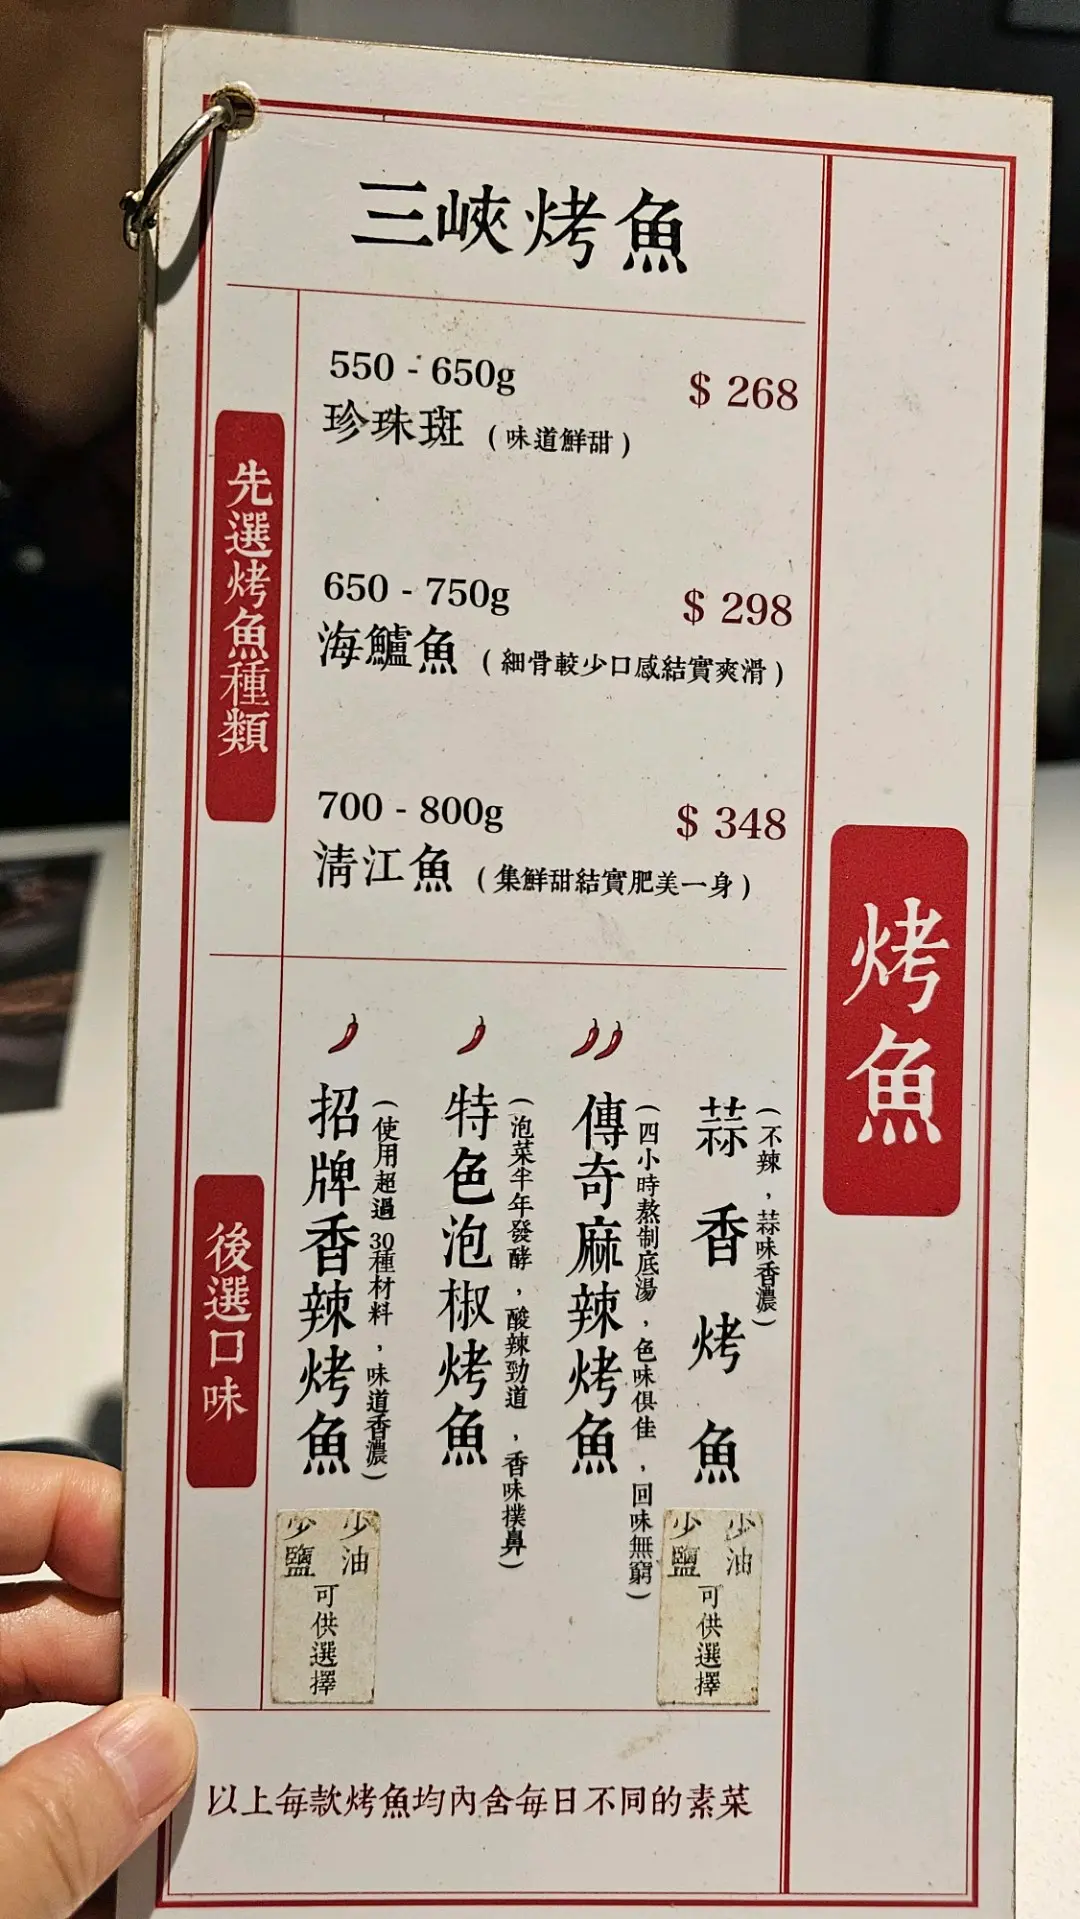 三峽烤魚
先選烤魚種類
550 - 650g
$ 268
珍珠斑 (味道鮮甜)
650 - 750g
$ 298
海鱸魚 (細骨較少口感結實爽滑)
700 - 800g
$ 348
清江魚 (集鮮甜結實肥美一身)
後選口味
招牌香辣烤魚
(使用超過30種材料，味道香濃)
少鹽
少油
可供選擇
特色泡椒烤魚
(泡菜半年發酵，酸辣勁道，香味撲鼻)
傳奇麻辣烤魚
(四小時熬制底湯，色味俱佳，回味無窮)
蒜香烤魚
(不辣，蒜味香濃)
少鹽
少油
可供選擇
烤魚
以上每款烤魚均內含每日不同的素菜